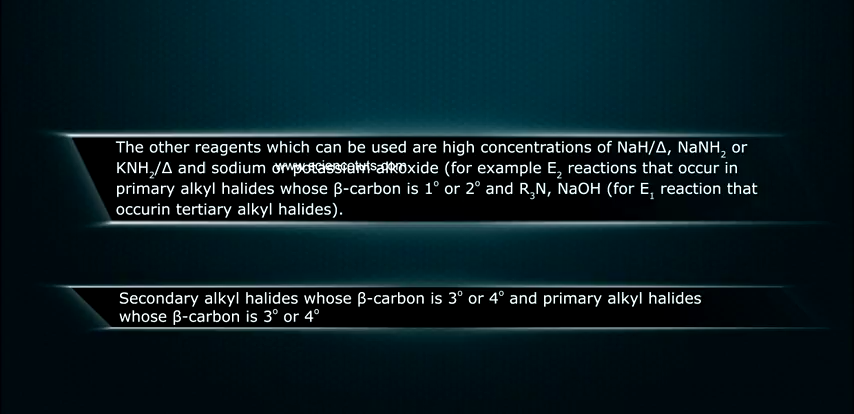 The other reagents which can be used are high concentrations of NaH/Δ, NaNH₂ or
KNH₂/Δ and sodium or potassium alkoxide (for example E₂ reactions that occur in
www.sciencetuts.com
primary alkyl halides whose β-carbon is 1° or 2° and R₃N, NaOH (for E₁ reaction that
occurin tertiary alkyl halides).
Secondary alkyl halides whose β-carbon is 3° or 4° and primary alkyl halides
whose β-carbon is 3° or 4°